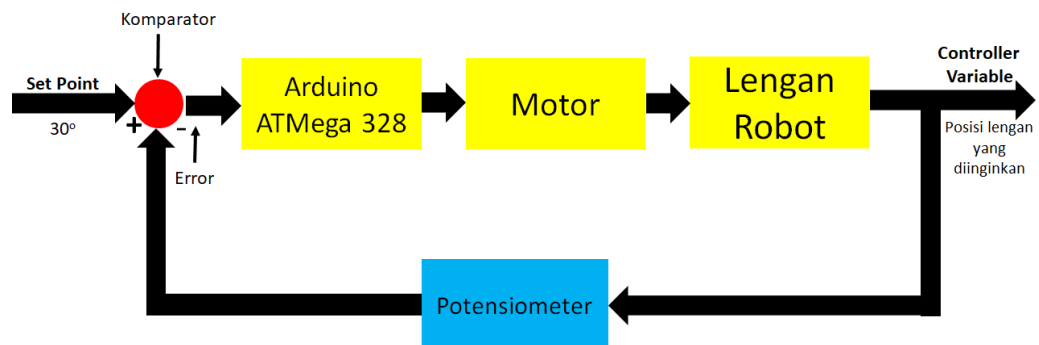 Komparator
Set Point
30°
+
-
Error
Arduino
ATMega 328
Motor
Lengan
Robot
Controller
Variable
Posisi lengan
yang
diinginkan
Potensiometer